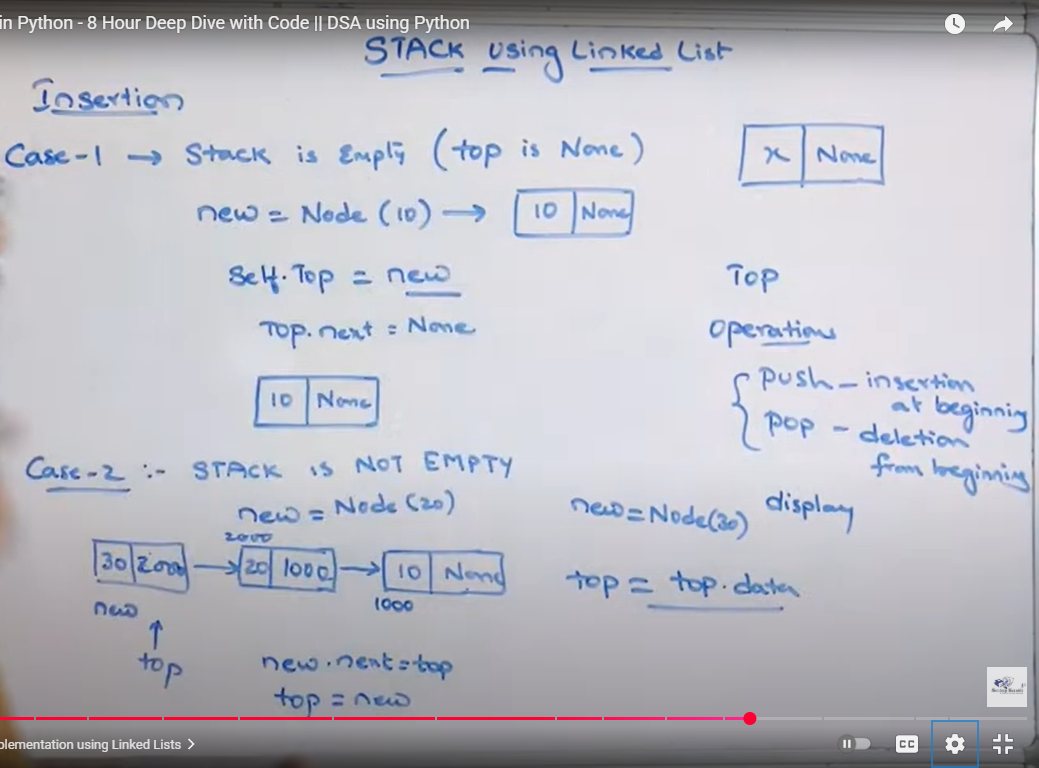 in Python - 8 Hour Deep Dive with Code || DSA using Python
STACK using Linked List
Insertion
Case-1 → Stack is Empty (top is None)
x None
new = Node (10) → 10 None
Self.Top = new
Top
Top.next = None
Operations
10 None
push - insertion
at beginning
pop - deletion
from beginning
Case-2 :- STACK IS NOT EMPTY
new = Node (20)
new = Node(30)
display
2000
30 2000 → 20 1000 → 10 None
top = top.data
new
1000
top
new.next = top
top = new
plementation using Linked Lists >
CC